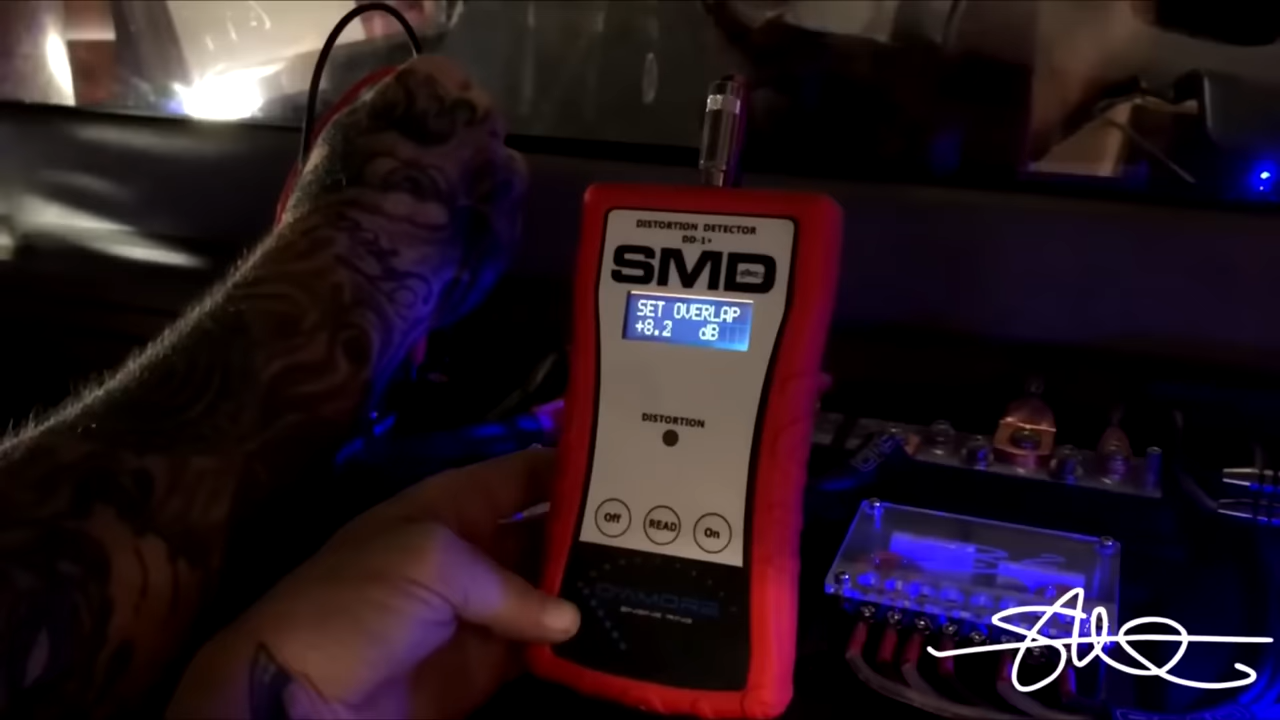 DISTORTION DETECTOR
DD-1+
SMD
SET OVERLAP
+8.2 dB
DISTORTION
Off READ On